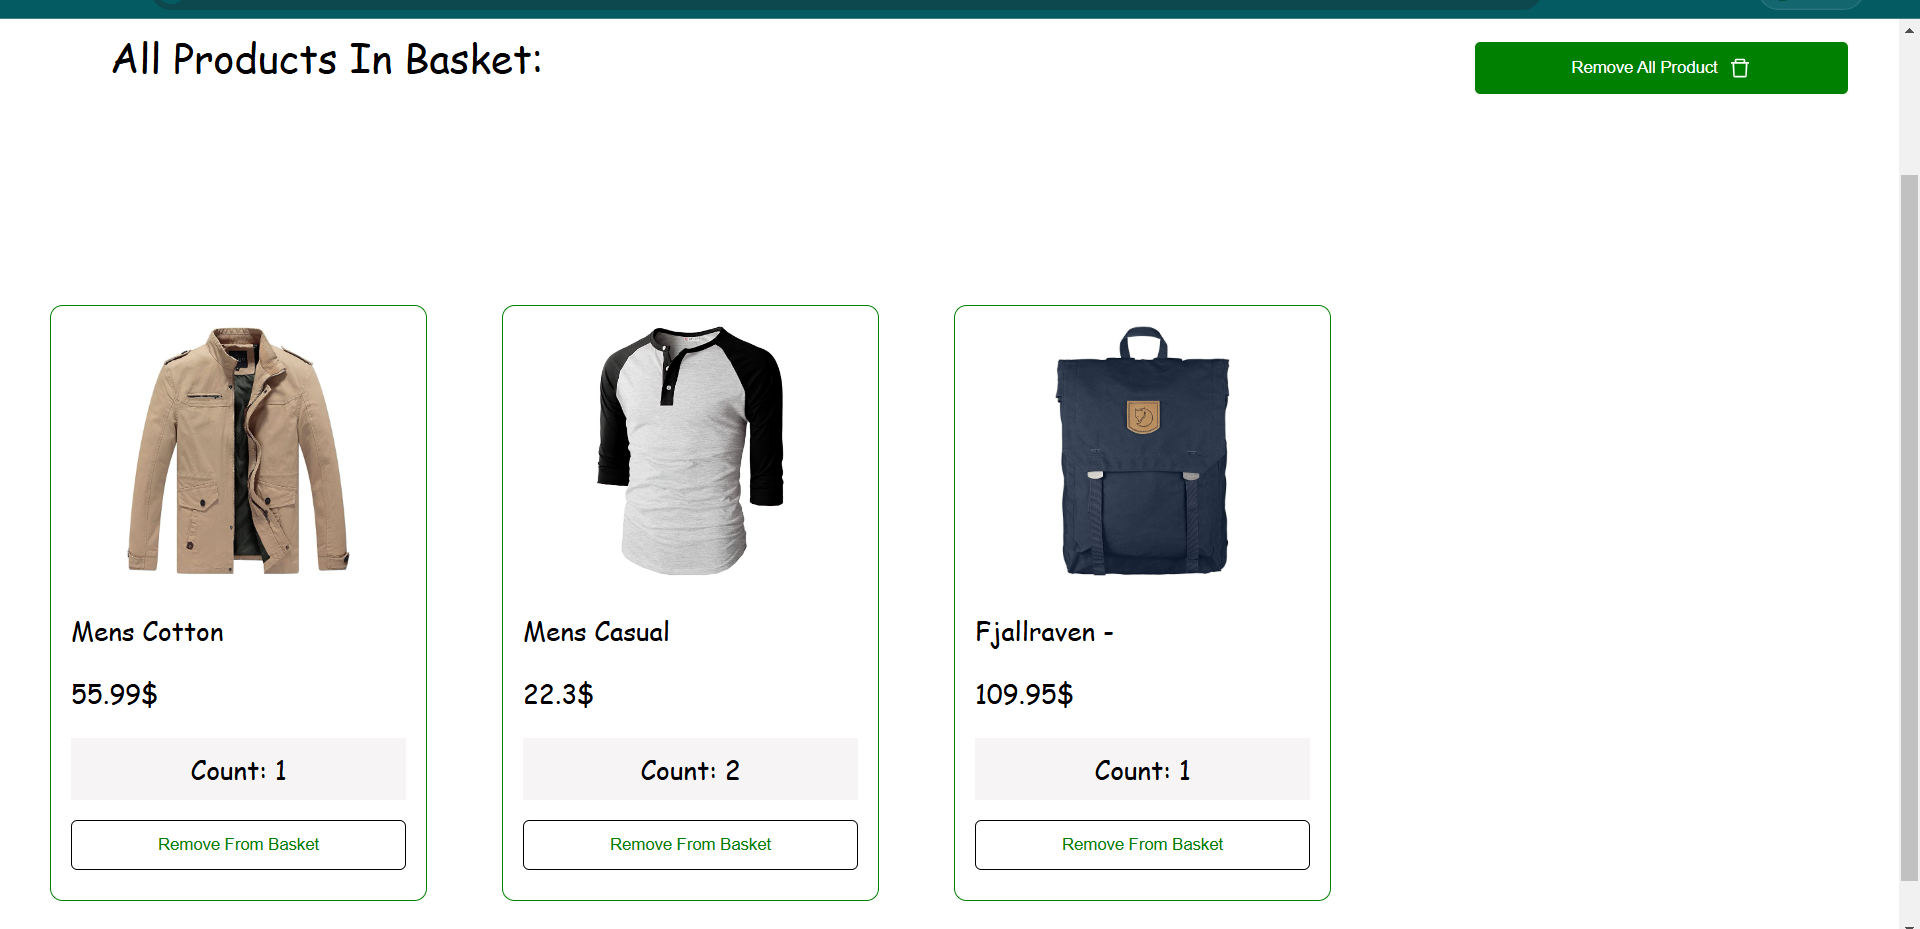 All Products In Basket:
Remove All Product
Mens Cotton
55.99$
Count: 1
Remove From Basket
Mens Casual
22.3$
Count: 2
Remove From Basket
Fjallraven -
109.95$
Count: 1
Remove From Basket